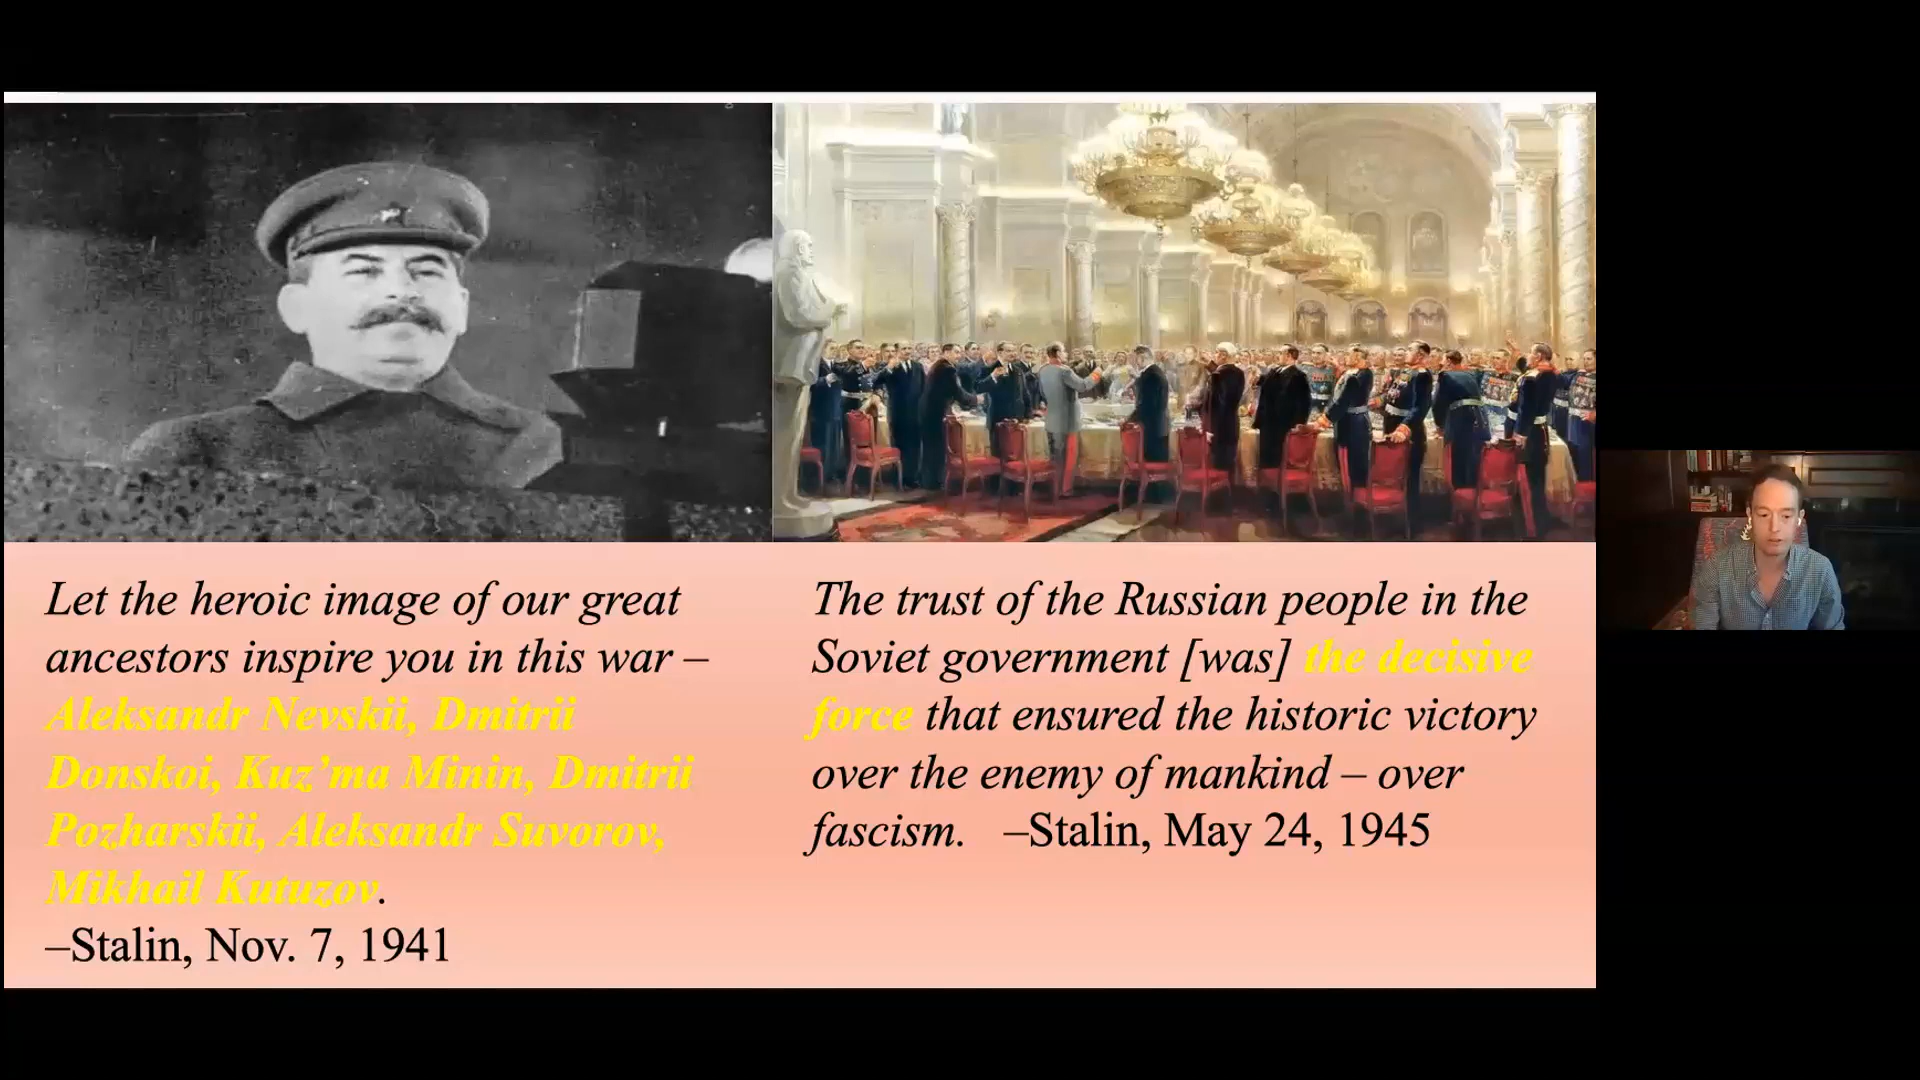 Let the heroic image of our great
ancestors inspire you in this war –
Aleksandr Nevskii, Dmitrii
Donskoi, Kuz’ma Minin, Dmitrii
Pozharskii, Aleksandr Suvorov,
Mikhail Kutuzov.
–Stalin, Nov. 7, 1941
The trust of the Russian people in the
Soviet government [was] the decisive
force that ensured the historic victory
over the enemy of mankind – over
fascism. –Stalin, May 24, 1945